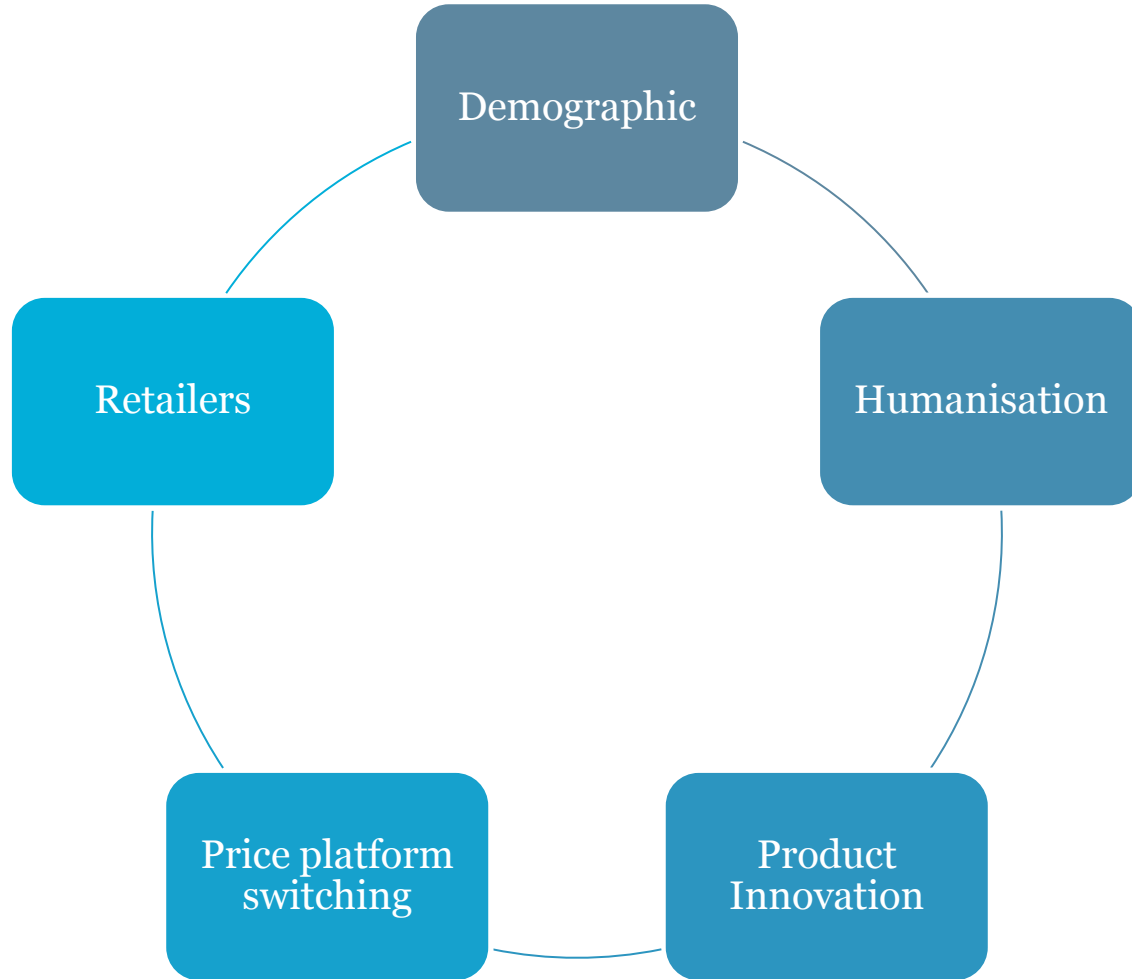 Demographic
Humanisation
Product
Innovation
Price platform
switching
Retailers